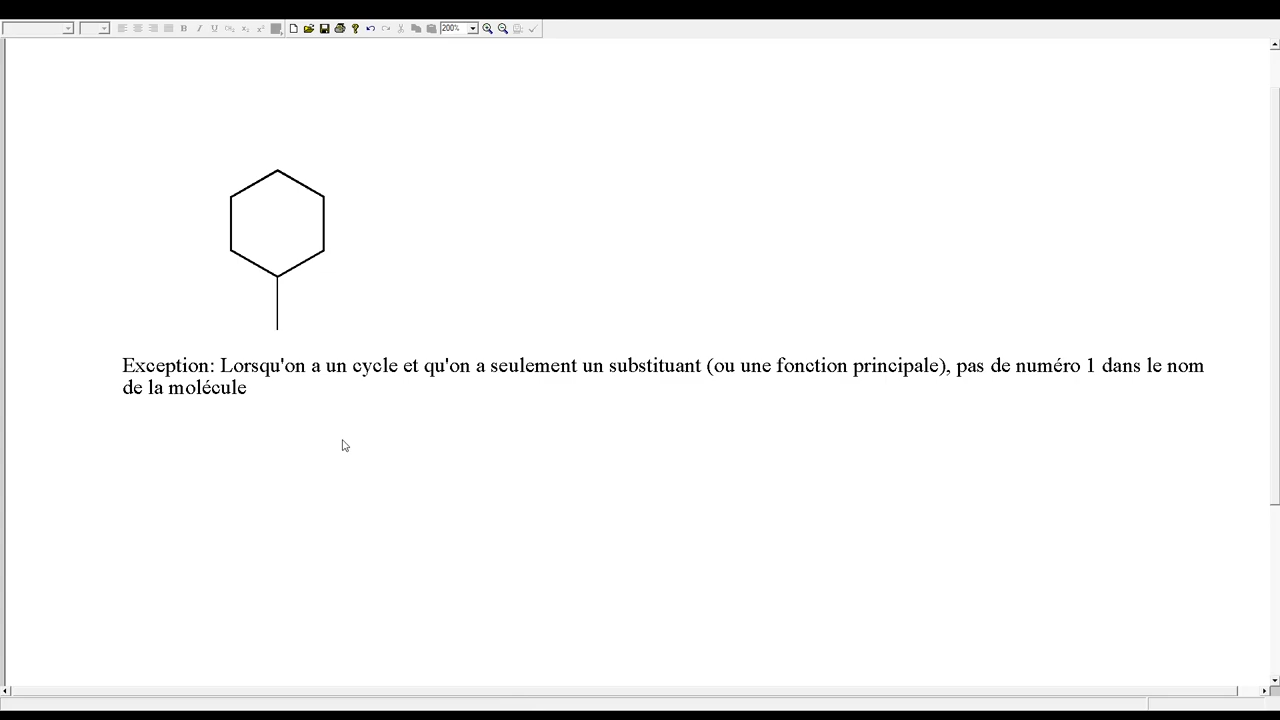 B I U
200%
Exception: Lorsqu'on a un cycle et qu'on a seulement un substituant (ou une fonction principale), pas de numéro 1 dans le nom
de la molécule